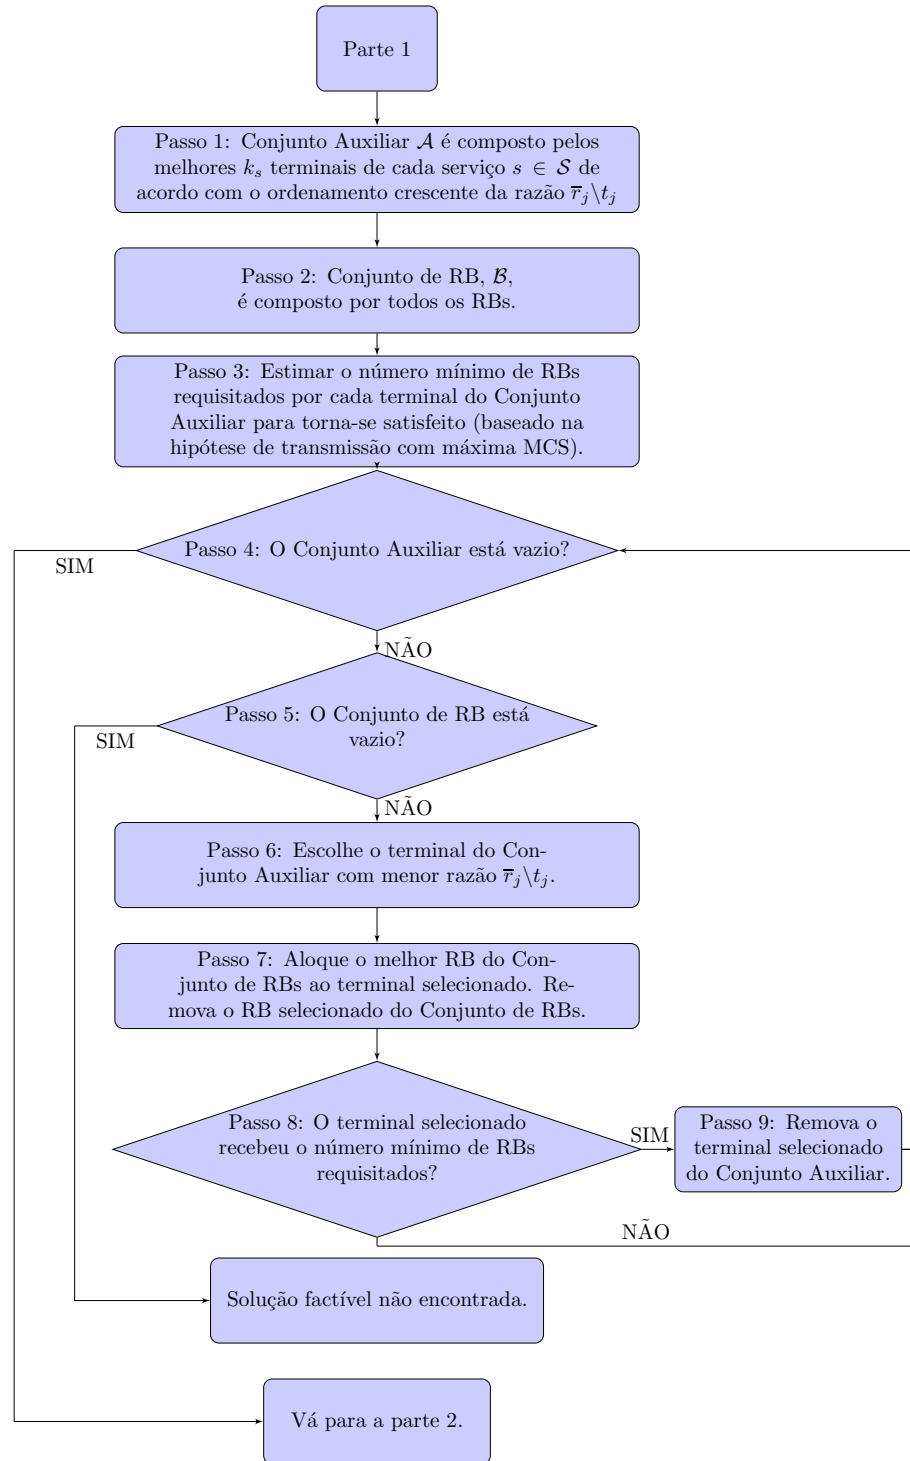 Parte 1
Passo 1: Conjunto Auxiliar 𝒜 é composto pelos
melhores kₛ terminais de cada serviço s ∈ 𝒮 de
acordo com o ordenamento crescente da razão r̅ⱼ\tⱼ
Passo 2: Conjunto de RB, ℬ,
é composto por todos os RBs.
Passo 3: Estimar o número mínimo de RBs
requisitados por cada terminal do Conjunto
Auxiliar para torna-se satisfeito (baseado na
hipótese de transmissão com máxima MCS).
Passo 4: O Conjunto Auxiliar está vazio?
SIM
NÃO
Passo 5: O Conjunto de RB está
vazio?
SIM
NÃO
Passo 6: Escolhe o terminal do Con-
junto Auxiliar com menor razão r̅ⱼ\tⱼ.
Passo 7: Aloque o melhor RB do Con-
junto de RBs ao terminal selecionado. Re-
mova o RB selecionado do Conjunto de RBs.
Passo 8: O terminal selecionado
recebeu o número mínimo de RBs
requisitados?
SIM
Passo 9: Remova o
terminal selecionado
do Conjunto Auxiliar.
NÃO
Solução factível não encontrada.
Vá para a parte 2.